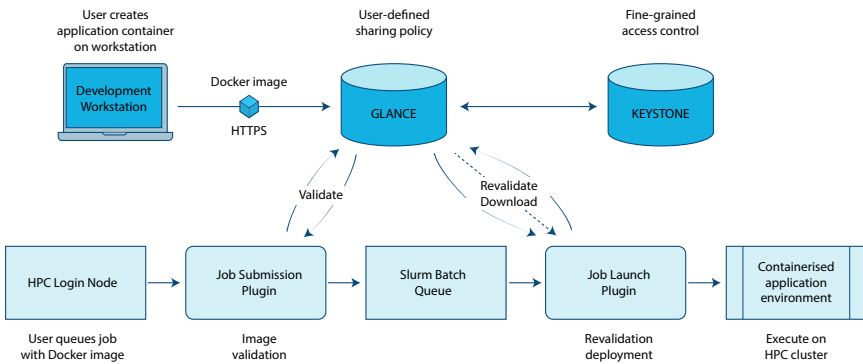 User creates
application container
on workstation
User-defined
sharing policy
Fine-grained
access control
Development
Workstation
Docker image
HTTPS
GLANCE
KEYSTONE
Validate
Revalidate
Download
HPC Login Node
Job Submission
Plugin
Slurm Batch
Queue
Job Launch
Plugin
Containerised
application
environment
User queues job
with Docker image
Image
validation
Revalidation
deployment
Execute on
HPC cluster